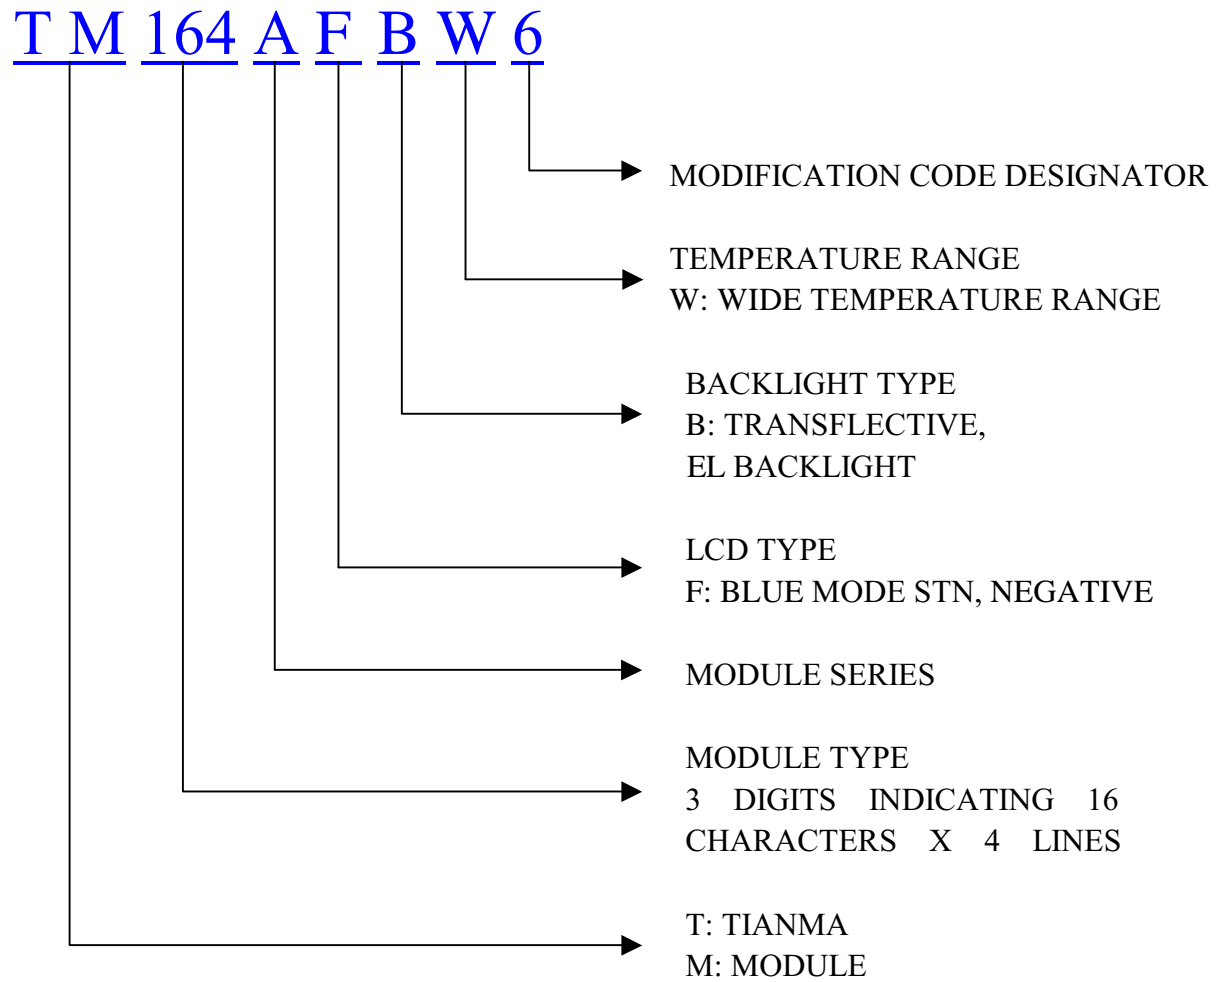 T M 164 A F B W 6
MODIFICATION CODE DESIGNATOR
TEMPERATURE RANGE
W: WIDE TEMPERATURE RANGE
BACKLIGHT TYPE
B: TRANSFLECTIVE,
EL BACKLIGHT
LCD TYPE
F: BLUE MODE STN, NEGATIVE
MODULE SERIES
MODULE TYPE
3 DIGITS INDICATING 16
CHARACTERS X 4 LINES
T: TIANMA
M: MODULE